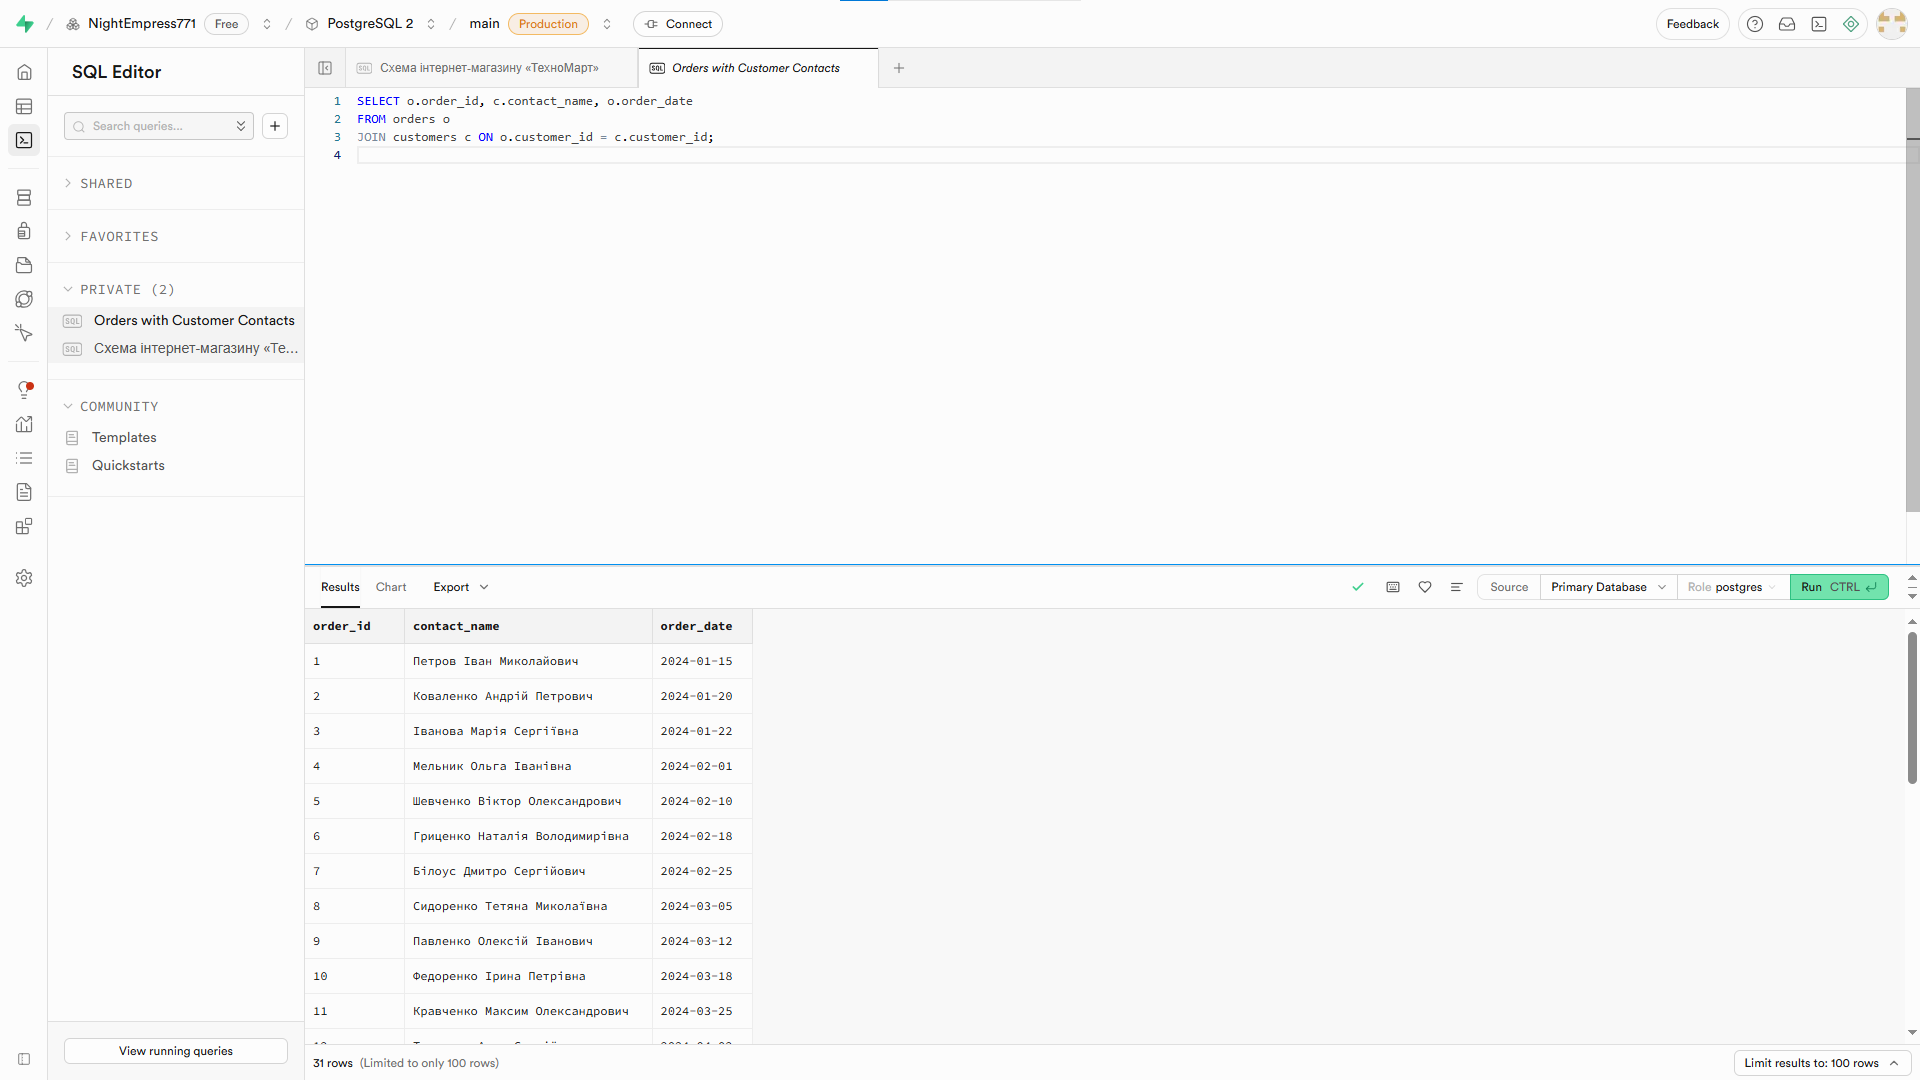 NightEmpress771 Free PostgreSQL 2 main Production Connect Feedback
SQL Editor
Схема інтернет-магазину «ТехноМарт»
Orders with Customer Contacts
Search queries...
SHARED
FAVORITES
PRIVATE (2)
SQL Orders with Customer Contacts
SQL Схема інтернет-магазину «Те...
COMMUNITY
Templates
Quickstarts
View running queries
1 SELECT o.order_id, c.contact_name, o.order_date
2 FROM orders o
3 JOIN customers c ON o.customer_id = c.customer_id;
4
Results Chart Export Source Primary Database Role postgres Run CTRL
order_id contact_name order_date
1 Петров Іван Миколайович 2024-01-15
2 Коваленко Андрій Петрович 2024-01-20
3 Іванова Марія Сергіївна 2024-01-22
4 Мельник Ольга Іванівна 2024-02-01
5 Шевченко Віктор Олександрович 2024-02-10
6 Гриценко Наталія Володимирівна 2024-02-18
7 Білоус Дмитро Сергійович 2024-02-25
8 Сидоренко Тетяна Миколаївна 2024-03-05
9 Павленко Олексій Іванович 2024-03-12
10 Федоренко Ірина Петрівна 2024-03-18
11 Кравченко Максим Олександрович 2024-03-25
31 rows (Limited to only 100 rows)
Limit results to: 100 rows